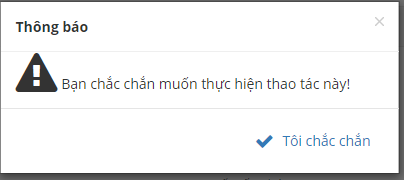 Thông báo
Bạn chắc chắn muốn thực hiện thao tác này!
Tôi chắc chắn